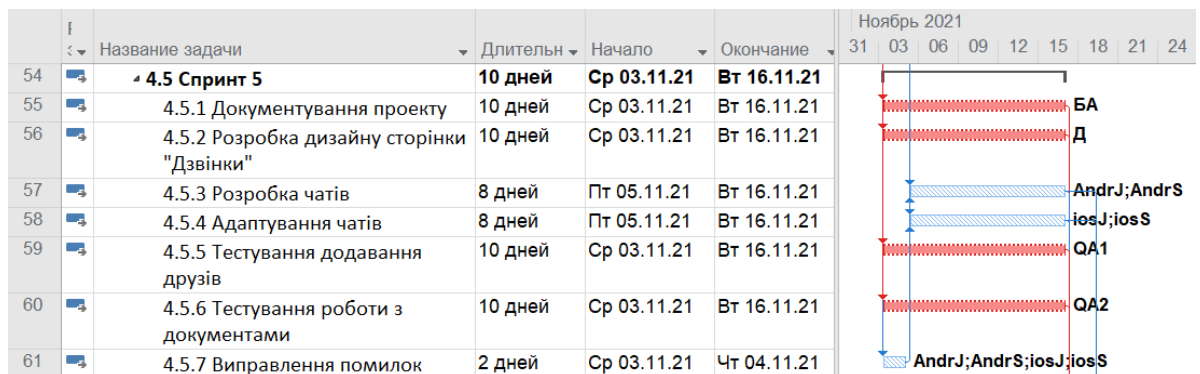 Ноябрь 2021
Название задачи Длительн Начало Окончание 31 03 06 09 12 15 18 21 24
54 4.5 Спринт 5 10 дней Ср 03.11.21 Вт 16.11.21
55 4.5.1 Документування проекту 10 дней Ср 03.11.21 Вт 16.11.21 БА
56 4.5.2 Розробка дизайну сторінки 10 дней Ср 03.11.21 Вт 16.11.21 Д
"Дзвінки"
57 4.5.3 Розробка чатів 8 дней Пт 05.11.21 Вт 16.11.21 AndrJ;AndrS
58 4.5.4 Адаптування чатів 8 дней Пт 05.11.21 Вт 16.11.21 iosJ;iosS
59 4.5.5 Тестування додавання 10 дней Ср 03.11.21 Вт 16.11.21 QA1
друзів
60 4.5.6 Тестування роботи з 10 дней Ср 03.11.21 Вт 16.11.21 QA2
документами
61 4.5.7 Виправлення помилок 2 дней Ср 03.11.21 Чт 04.11.21 AndrJ;AndrS;iosJ;iosS